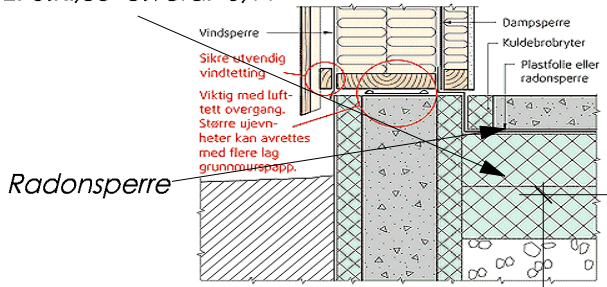 Vindsperre
Dampsperre
Kuldebrobryter
Plastfolie eller
radonsperre
Sikre utvendig
vindtetting
Viktig med luft-
tett overgang.
Større ujevn-
heter kan avrettes
med flere lag
grunnmurspapp.
Radonsperre